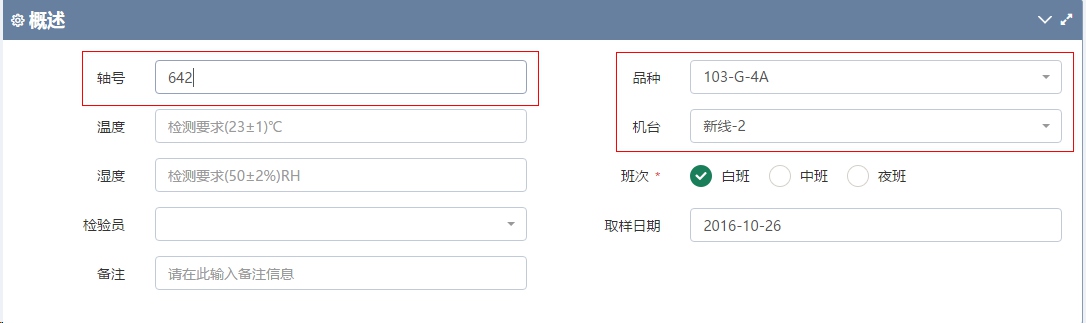 概述
轴号 642 品种 103-G-4A
温度 检测要求(23±1)℃ 机台 新线-2
湿度 检测要求(50±2%)RH 班次 * 白班 中班 夜班
检验员 取样日期 2016-10-26
备注 请在此输入备注信息